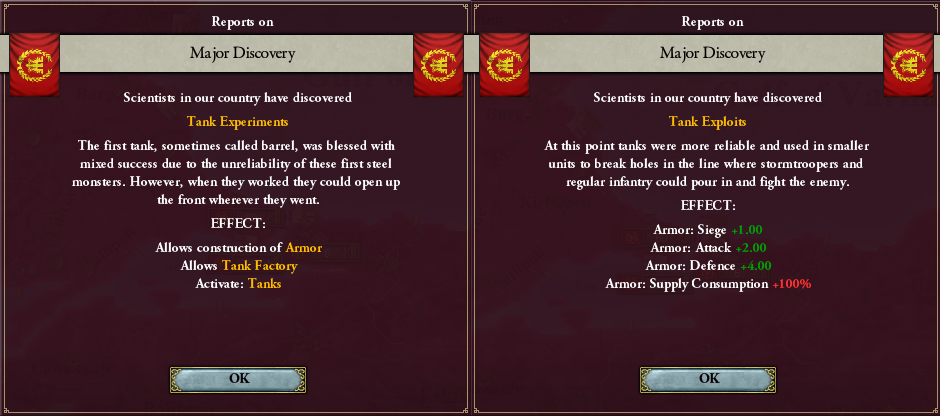 Reports on
Major Discovery
Scientists in our country have discovered
Tank Experiments
The first tank, sometimes called barrel, was blessed with
mixed success due to the unreliability of these first steel
monsters. However, when they worked they could open up
the front wherever they went.
EFFECT:
Allows construction of Armor
Allows Tank Factory
Activate: Tanks
OK
Reports on
Major Discovery
Scientists in our country have discovered
Tank Exploits
At this point tanks were more reliable and used in smaller
units to break holes in the line where stormtroopers and
regular infantry could pour in and fight the enemy.
EFFECT:
Armor: Siege +1.00
Armor: Attack +2.00
Armor: Defence +4.00
Armor: Supply Consumption +100%
OK